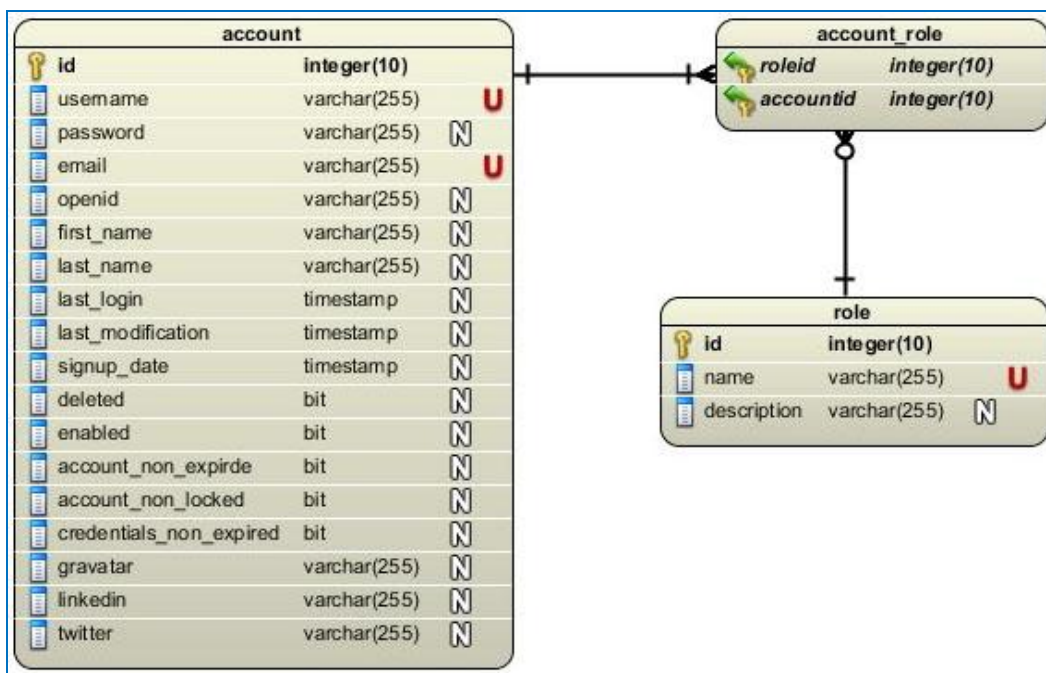 account
id integer(10)
username varchar(255) U
password varchar(255) N
email varchar(255) U
openid varchar(255) N
first_name varchar(255) N
last_name varchar(255) N
last_login timestamp N
last_modification timestamp N
signup_date timestamp N
deleted bit N
enabled bit N
account_non_expirde bit N
account_non_locked bit N
credentials_non_expired bit N
gravatar varchar(255) N
linkedin varchar(255) N
twitter varchar(255) N
account_role
roleid integer(10)
accountid integer(10)
role
id integer(10)
name varchar(255) U
description varchar(255) N